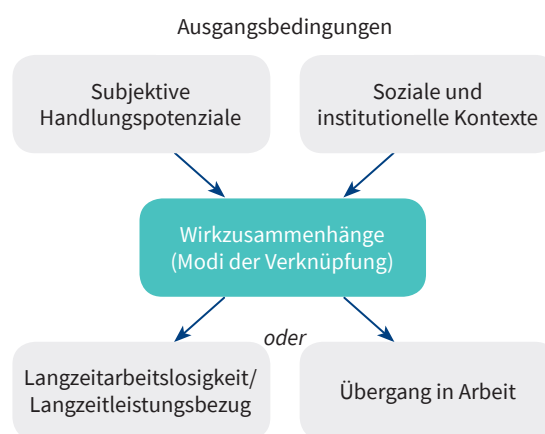 Ausgangsbedingungen
Subjektive
Handlungspotenziale
Soziale und
institutionelle Kontexte
Wirkzusammenhänge
(Modi der Verknüpfung)
oder
Langzeitarbeitslosigkeit/
Langzeitleistungsbezug
Übergang in Arbeit